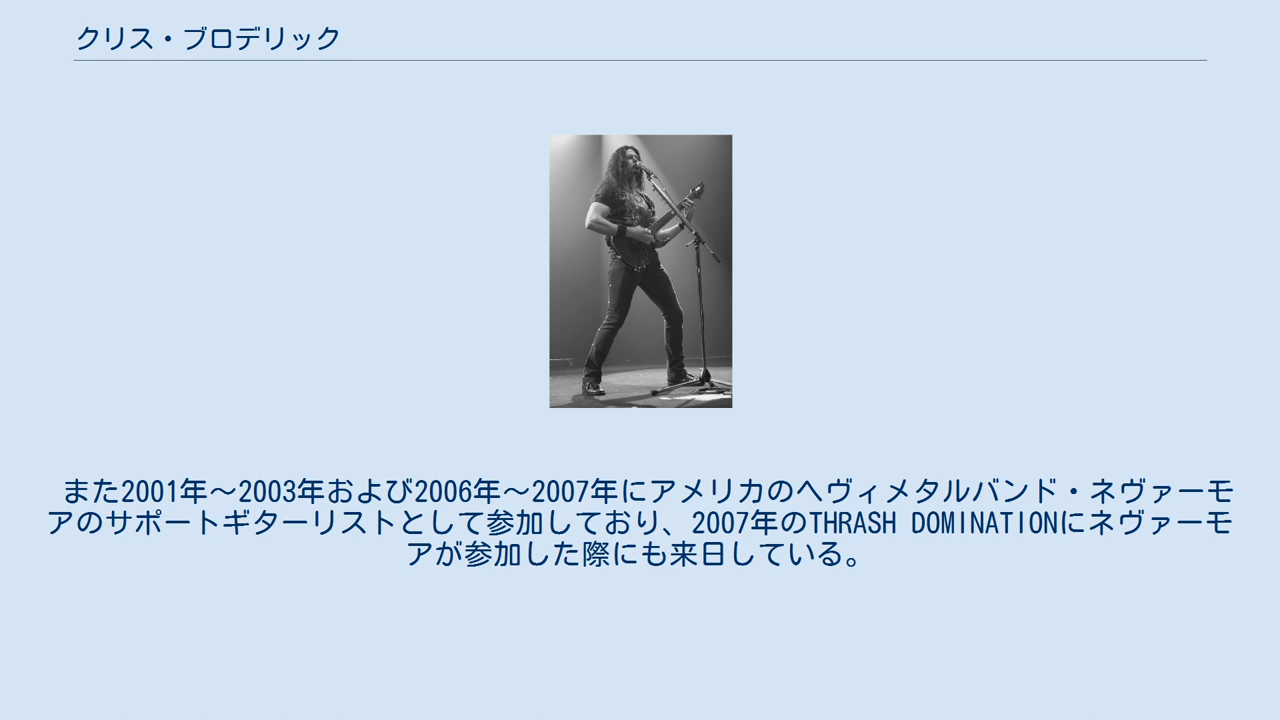 クリス・ブロデリック
また2001年～2003年および2006年～2007年にアメリカのヘヴィメタルバンド・ネヴァーモ
アのサポートギターリストとして参加しており、2007年のTHRASH DOMINATIONにネヴァーモ
アが参加した際にも来日している。